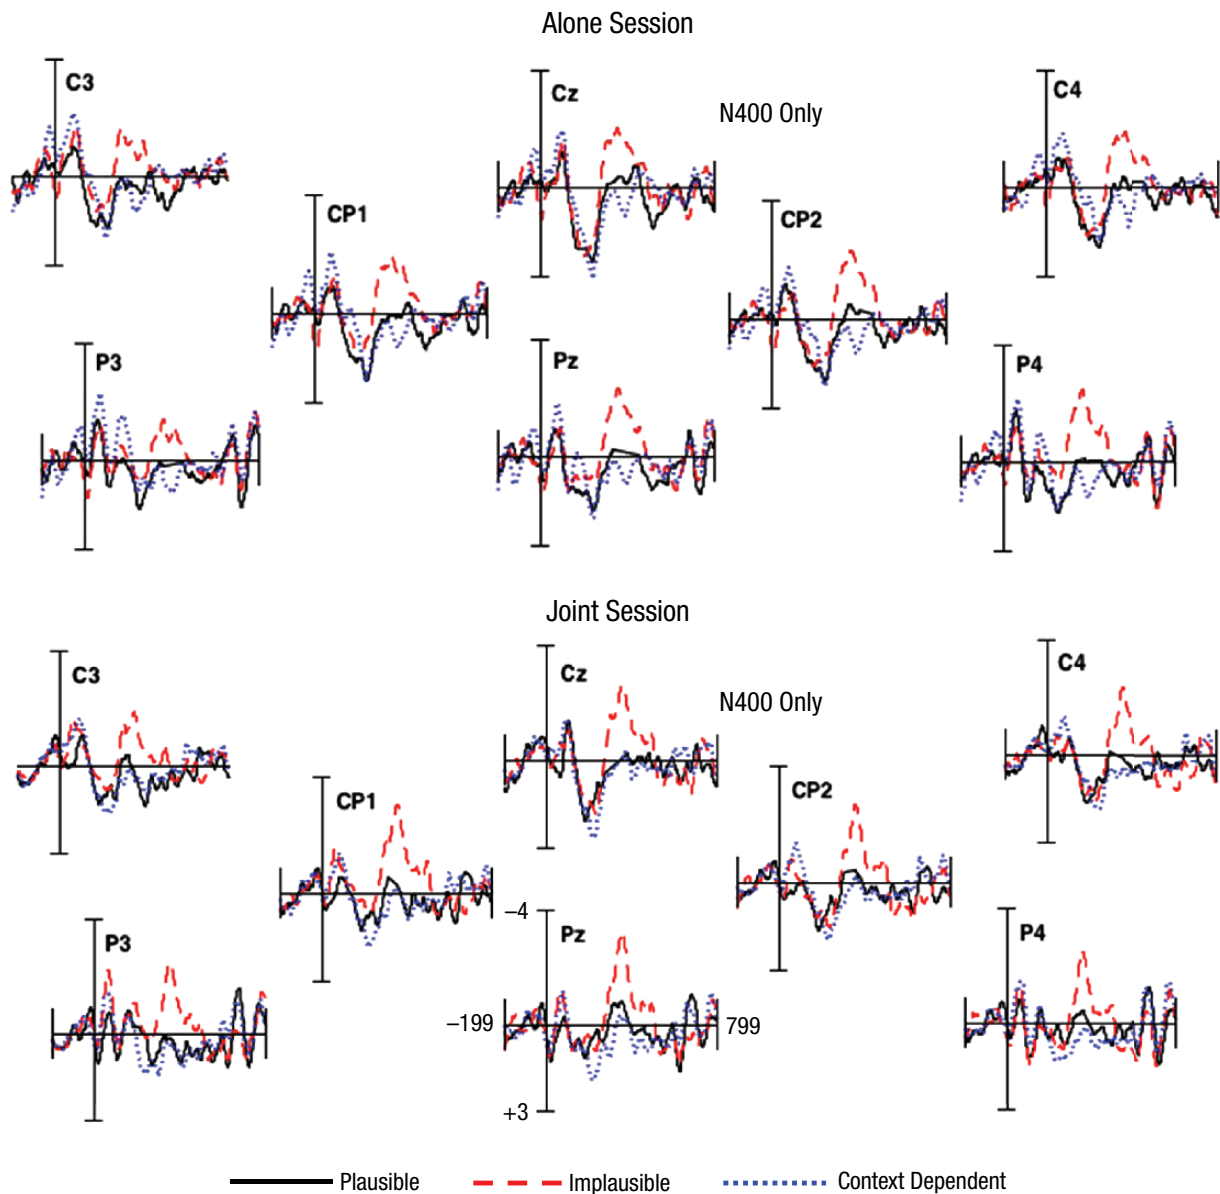 Alone Session
C3
Cz
N400 Only
C4
CP1
CP2
P3
Pz
P4
Joint Session
C3
Cz
N400 Only
C4
CP1
CP2
−4
P3
Pz
P4
−199
799
+3
Plausible
Implausible
Context Dependent